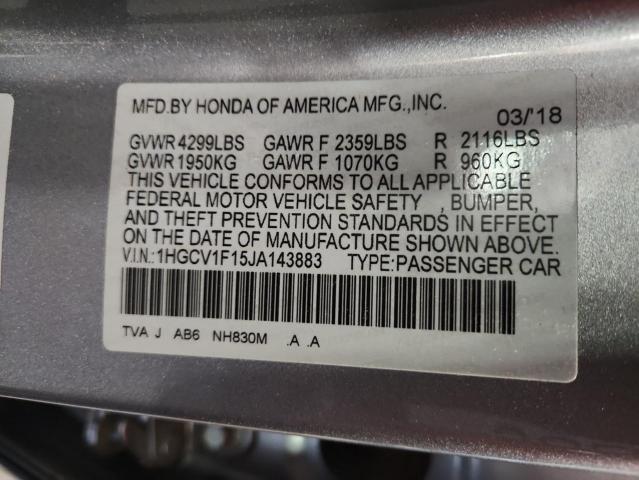 MFD.BY HONDA OF AMERICA MFG.,INC.
03/'18
GVWR 4299LBS GAWR F 2359LBS R 2116LBS
GVWR 1950KG GAWR F 1070KG R 960KG
THIS VEHICLE CONFORMS TO ALL APPLICABLE
FEDERAL MOTOR VEHICLE SAFETY , BUMPER,
AND THEFT PREVENTION STANDARDS IN EFFECT
ON THE DATE OF MANUFACTURE SHOWN ABOVE.
V.I.N.: 1HGCV1F15JA143883 TYPE:PASSENGER CAR
TVA J AB6 NH830M .A .A